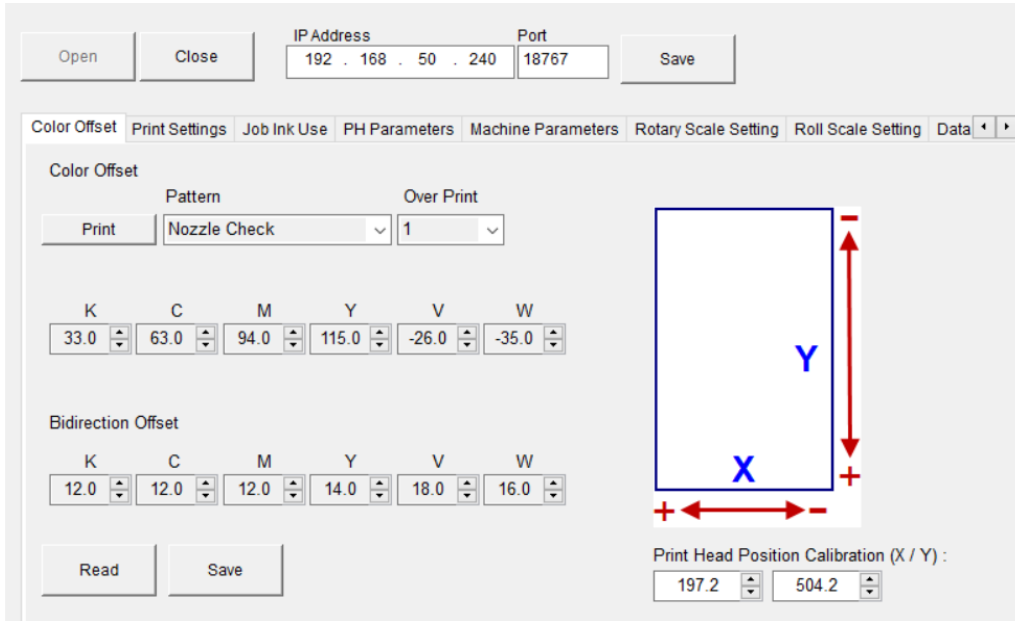 IP Address Port
Open Close 192 . 168 . 50 . 240 18767 Save
Color Offset Print Settings Job Ink Use PH Parameters Machine Parameters Rotary Scale Setting Roll Scale Setting Data
Color Offset
Pattern Over Print
Print Nozzle Check 1
K C M Y V W
33.0 63.0 94.0 115.0 -26.0 -35.0
Bidirection Offset
K C M Y V W
12.0 12.0 12.0 14.0 18.0 16.0
Read Save
−
Y
X +
+ −
Print Head Position Calibration (X / Y) :
197.2 504.2